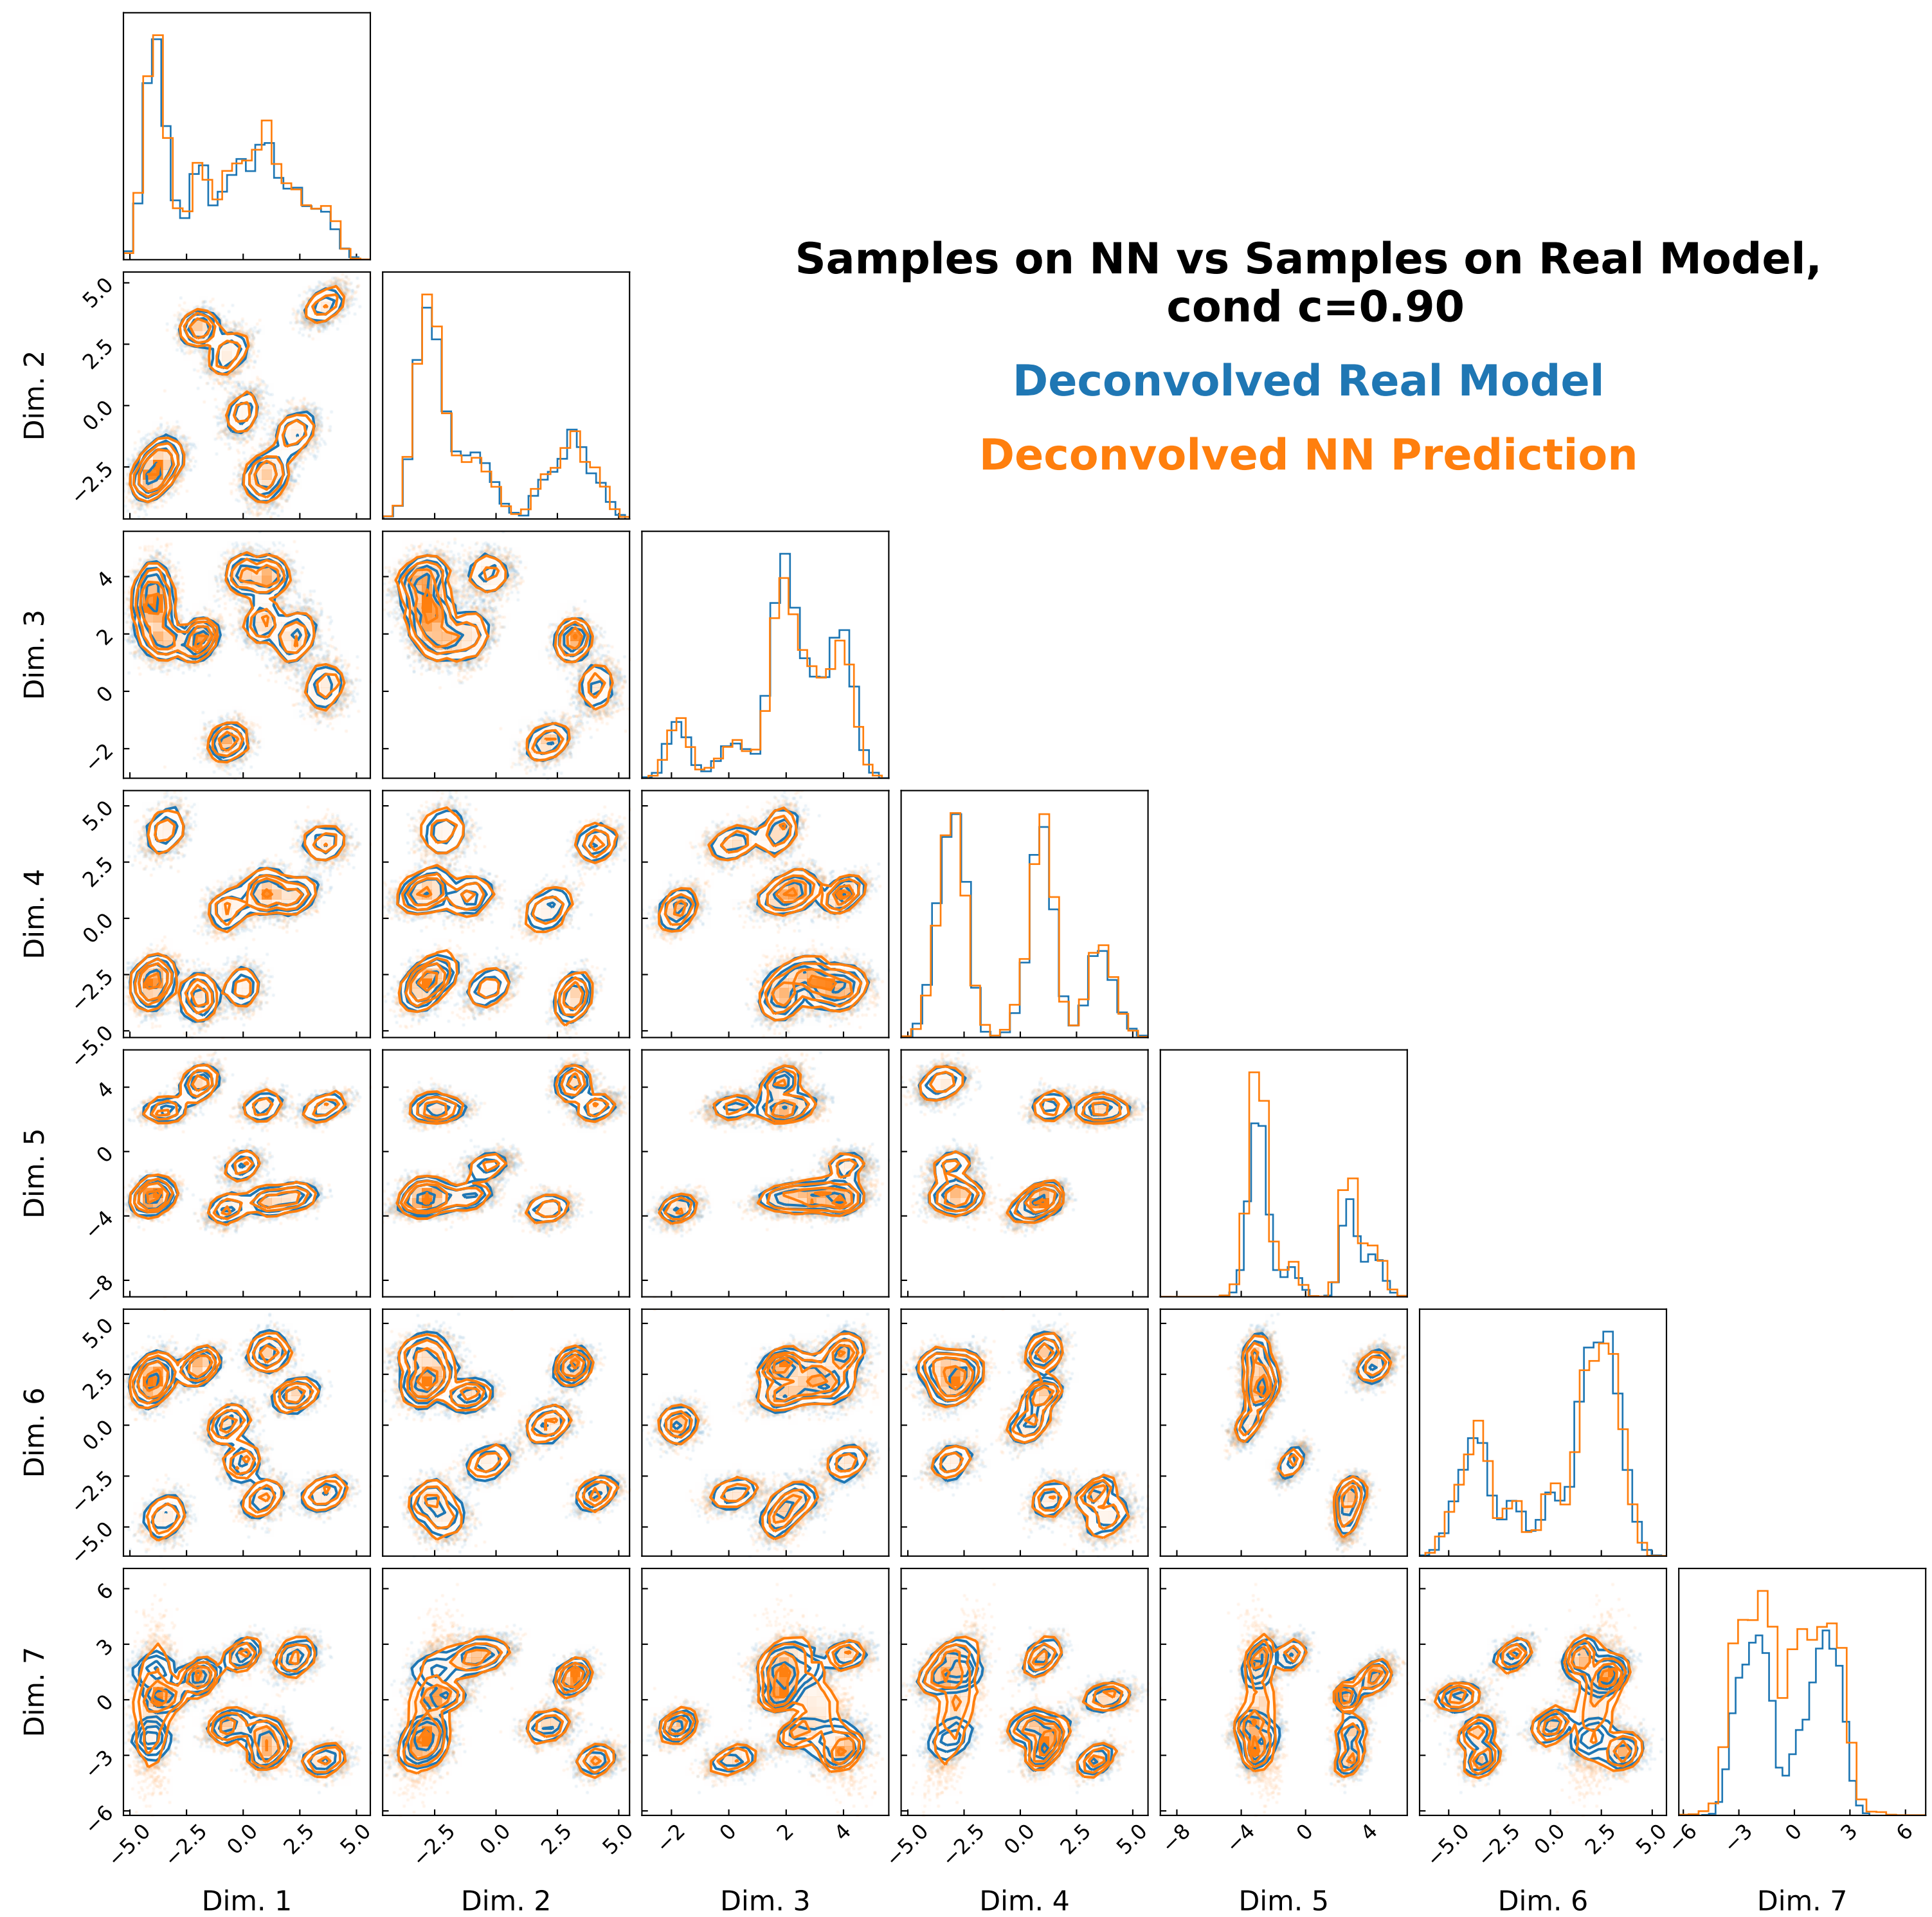 Samples on NN vs Samples on Real Model,
cond c=0.90
Deconvolved Real Model
Deconvolved NN Prediction
Dim. 2
5.0
2.5
0.0
−2.5
Dim. 3
4
2
0
−2
Dim. 4
5.0
2.5
0.0
−2.5
−5.0
Dim. 5
4
0
−4
−8
Dim. 6
5.0
2.5
0.0
−2.5
−5.0
Dim. 7
6
3
0
−3
−6
−5.0 −2.5 0.0 2.5 5.0 −2.5 0.0 2.5 5.0 −2 0 2 4 −5.0 −2.5 0.0 2.5 5.0 −8 −4 0 4 −5.0 −2.5 0.0 2.5 5.0 −6 −3 0 3 6
Dim. 1 Dim. 2 Dim. 3 Dim. 4 Dim. 5 Dim. 6 Dim. 7